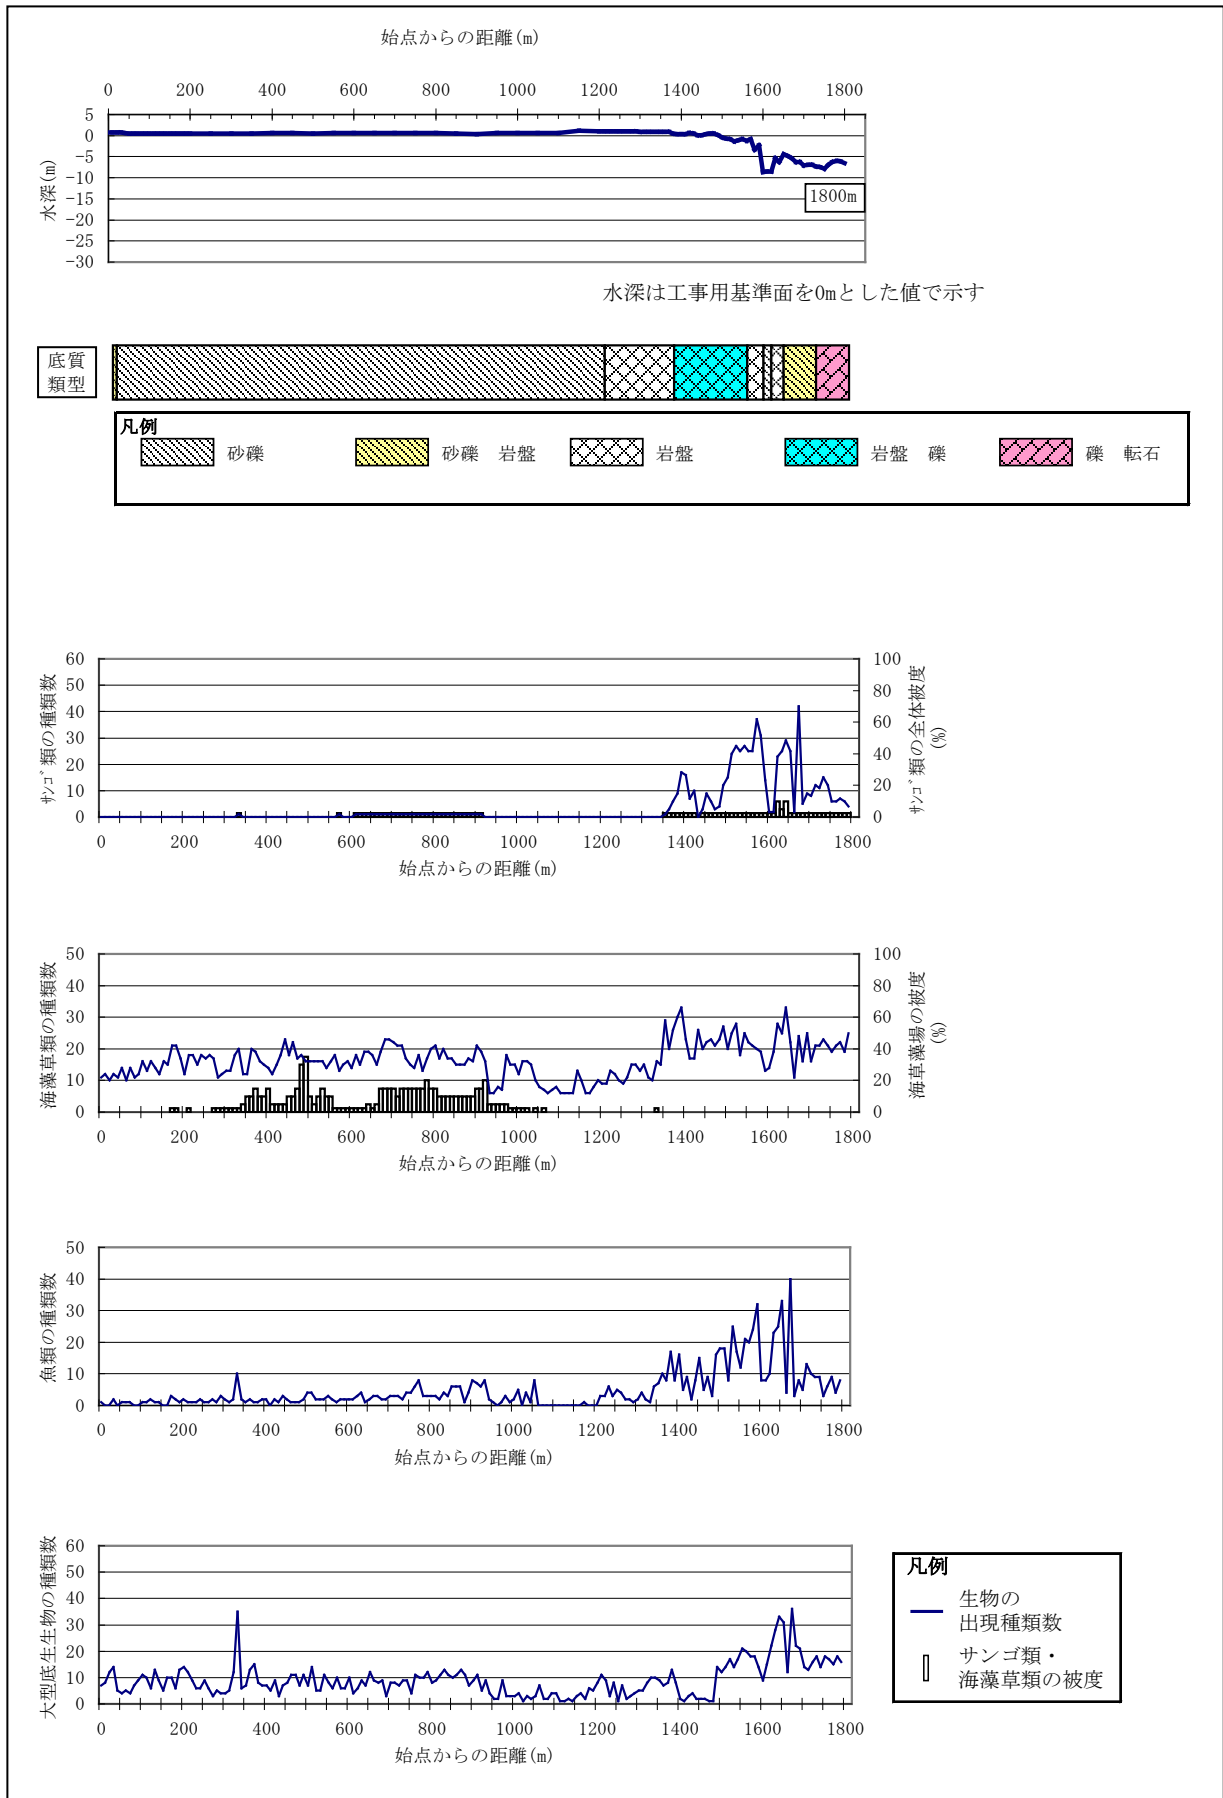 始点からの距離(m)
0 200 400 600 800 1000 1200 1400 1600 1800
5
0
-5
-10
-15
-20
-25
-30
水深(m)
1800m
水深は工事用基準面を0mとした値で示す
底質
類型
凡例
砂礫 砂礫 岩盤 岩盤 岩盤 礫 礫 転石
サンゴ類の種類数
60
50
40
30
20
10
0
100
80
60
40
20
0
サンゴ類の全体被度
(%)
0 200 400 600 800 1000 1200 1400 1600 1800
始点からの距離(m)
海藻草類の種類数
50
40
30
20
10
0
100
80
60
40
20
0
海草藻場の被度
(%)
0 200 400 600 800 1000 1200 1400 1600 1800
始点からの距離(m)
魚類の種類数
50
40
30
20
10
0
0 200 400 600 800 1000 1200 1400 1600 1800
始点からの距離(m)
大型底生生物の種類数
60
50
40
30
20
10
0
0 200 400 600 800 1000 1200 1400 1600 1800
始点からの距離(m)
凡例
生物の
出現種類数
サンゴ類・
海藻草類の被度